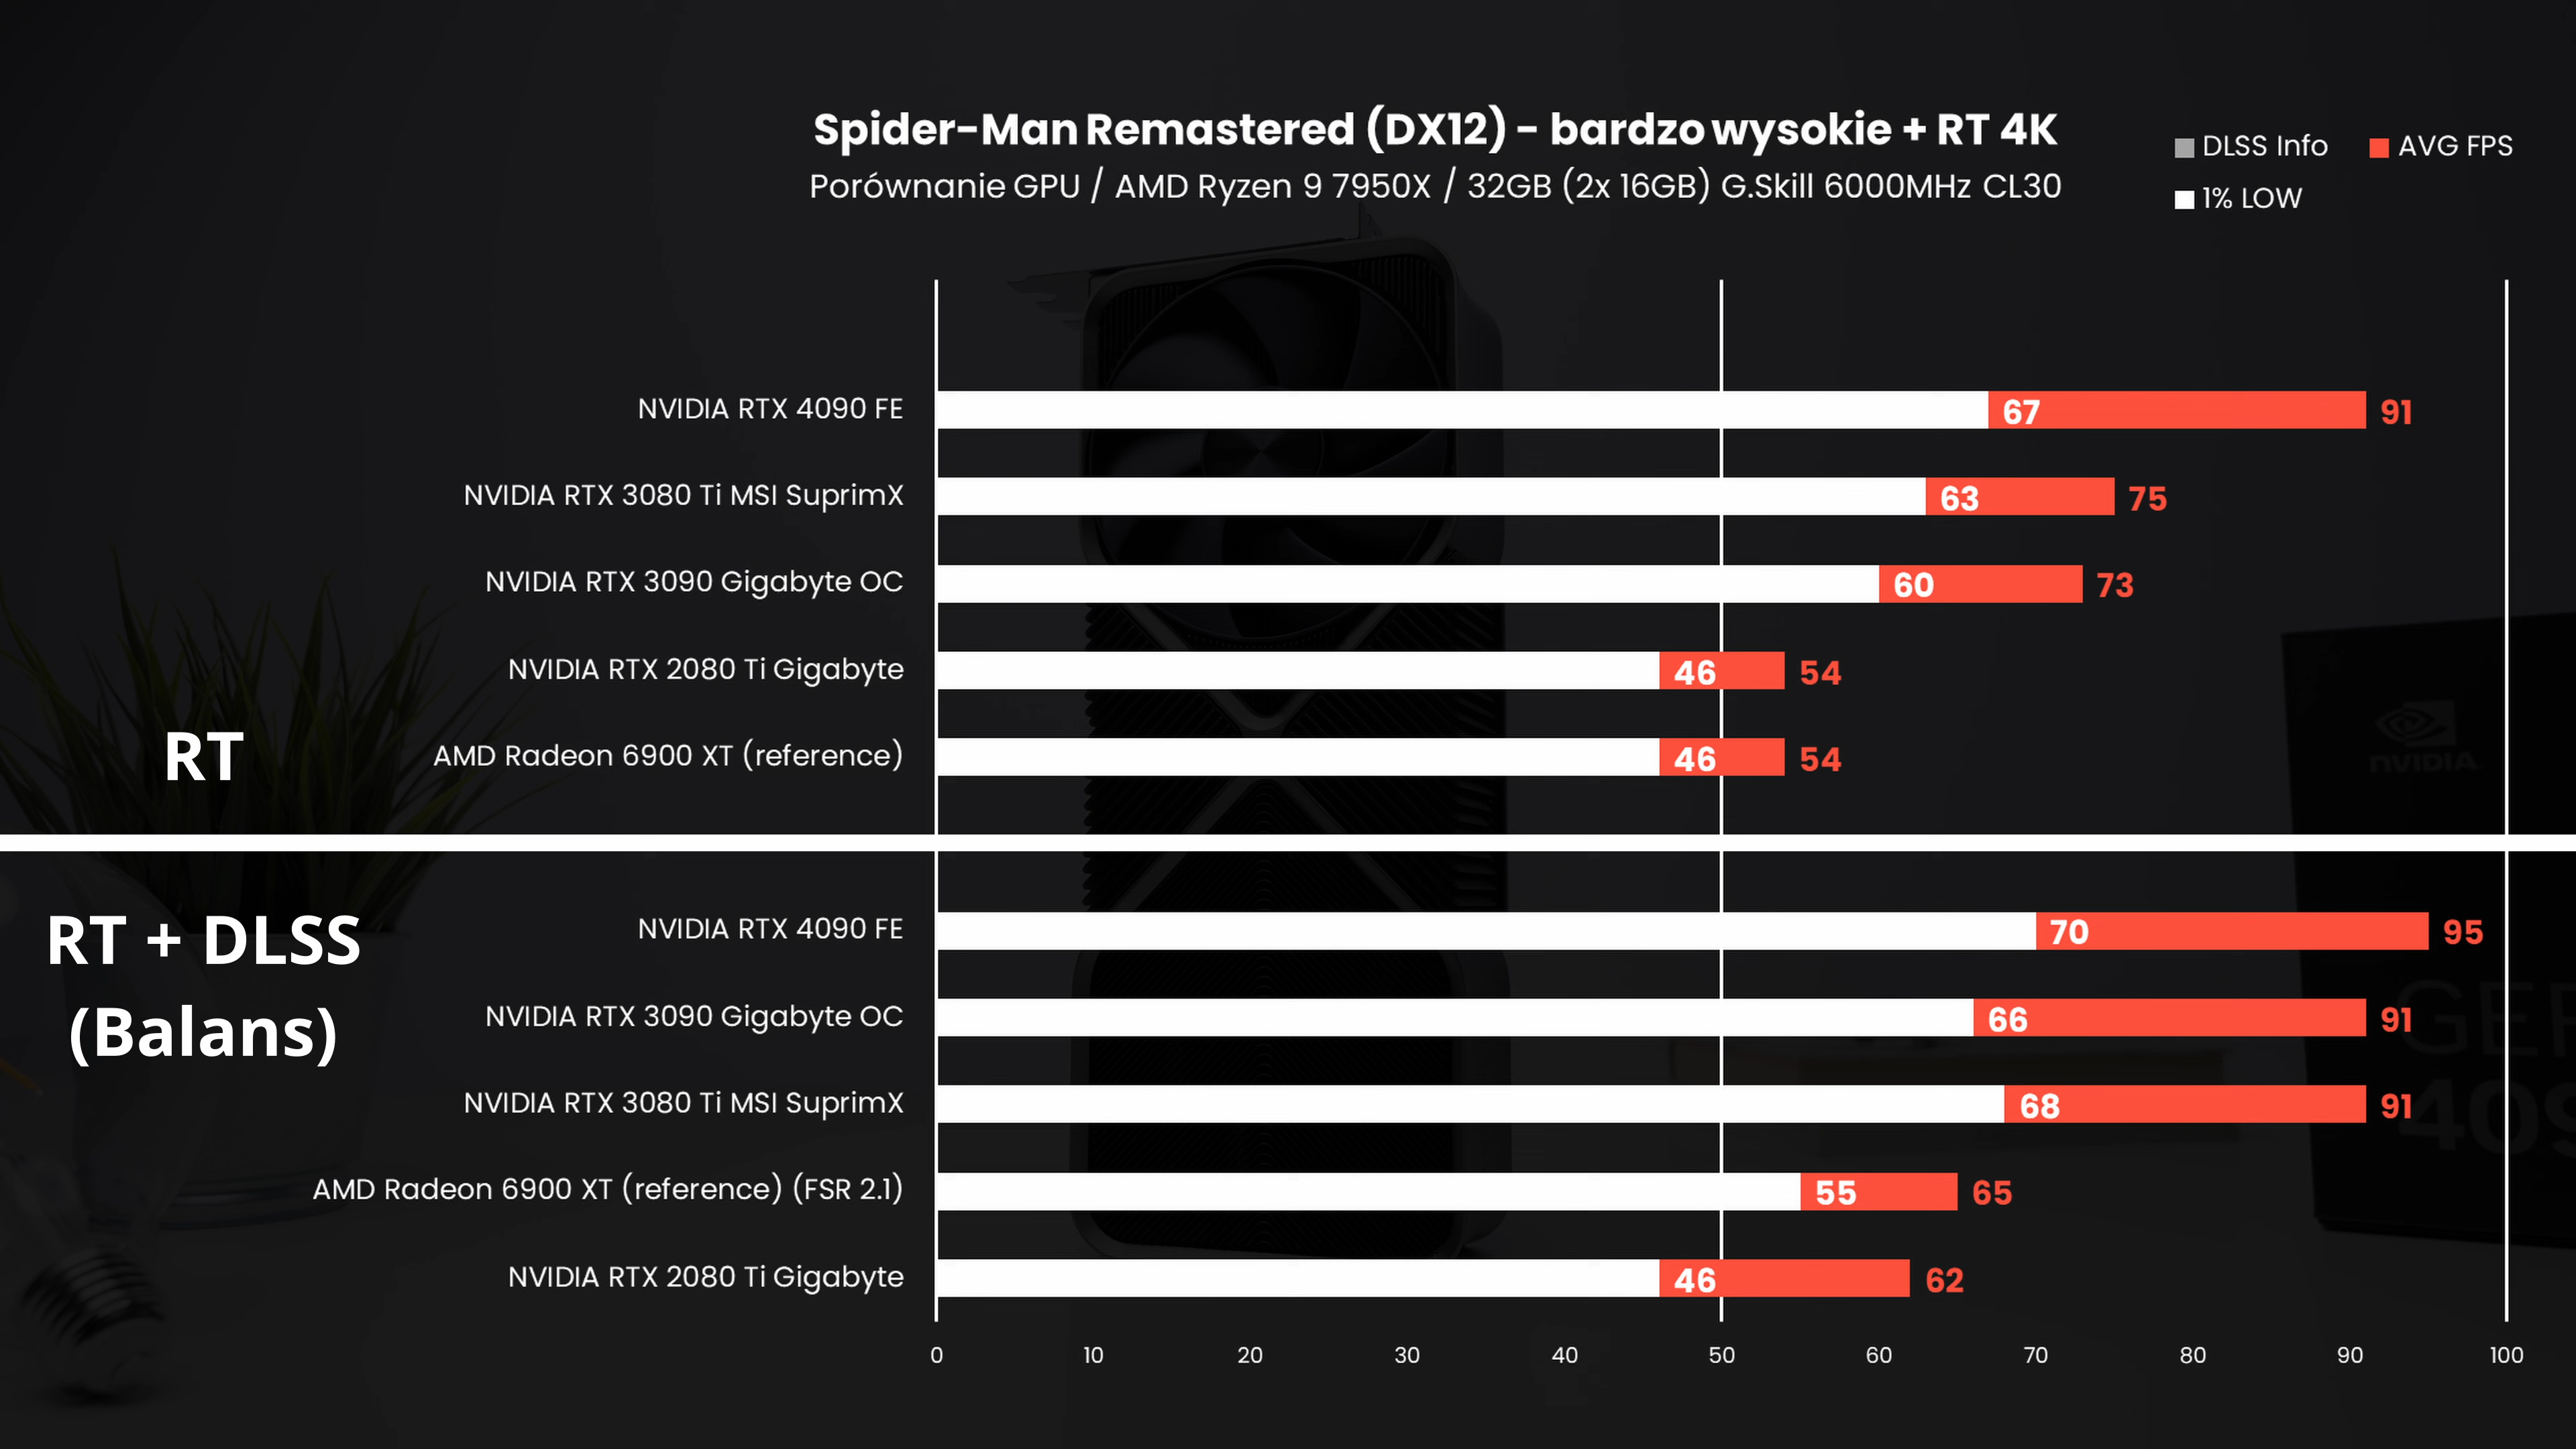 Spider-Man Remastered (DX12) - bardzo wysokie + RT 4K
Porównanie GPU / AMD Ryzen 9 7950X / 32GB (2x 16GB) G.Skill 6000MHz CL30
DLSS Info
AVG FPS
1% LOW
NVIDIA RTX 4090 FE 67 91
NVIDIA RTX 3080 Ti MSI SuprimX 63 75
NVIDIA RTX 3090 Gigabyte OC 60 73
NVIDIA RTX 2080 Ti Gigabyte 46 54
RT
AMD Radeon 6900 XT (reference) 46 54
NVIDIA
RT + DLSS
(Balans)
NVIDIA RTX 4090 FE 70 95
NVIDIA RTX 3090 Gigabyte OC 66 91
NVIDIA RTX 3080 Ti MSI SuprimX 68 91
AMD Radeon 6900 XT (reference) (FSR 2.1) 55 65
NVIDIA RTX 2080 Ti Gigabyte 46 62
0 10 20 30 40 50 60 70 80 90 100